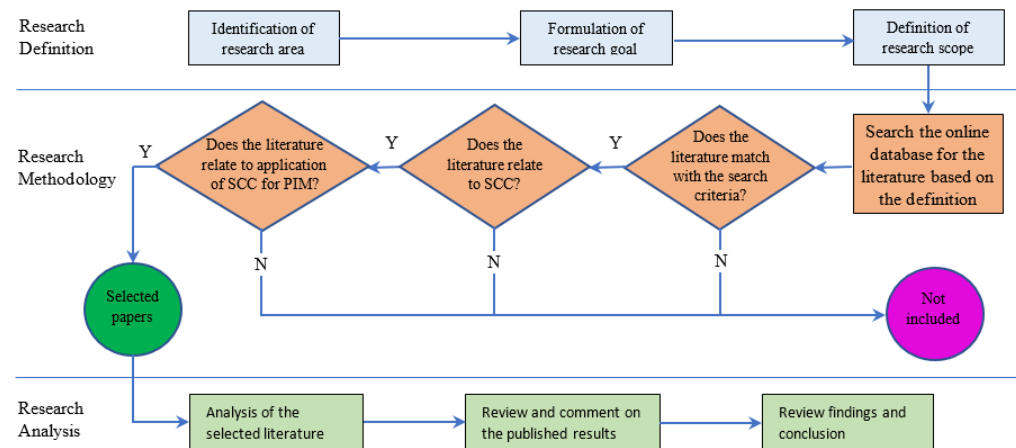 Research
Definition
Identification of
research area
Formulation of
research goal
Definition of
research scope
Research
Methodology
Y
Does the literature
relate to application
of SCC for PIM?
Y
Does the
literature relate
to SCC?
Y
Does the
literature match
with the search
criteria?
Search the online
database for the
literature based on
the definition
N
N
N
Selected
papers
Not
included
Research
Analysis
Analysis of the
selected literature
Review and comment on
the published results
Review findings and
conclusion